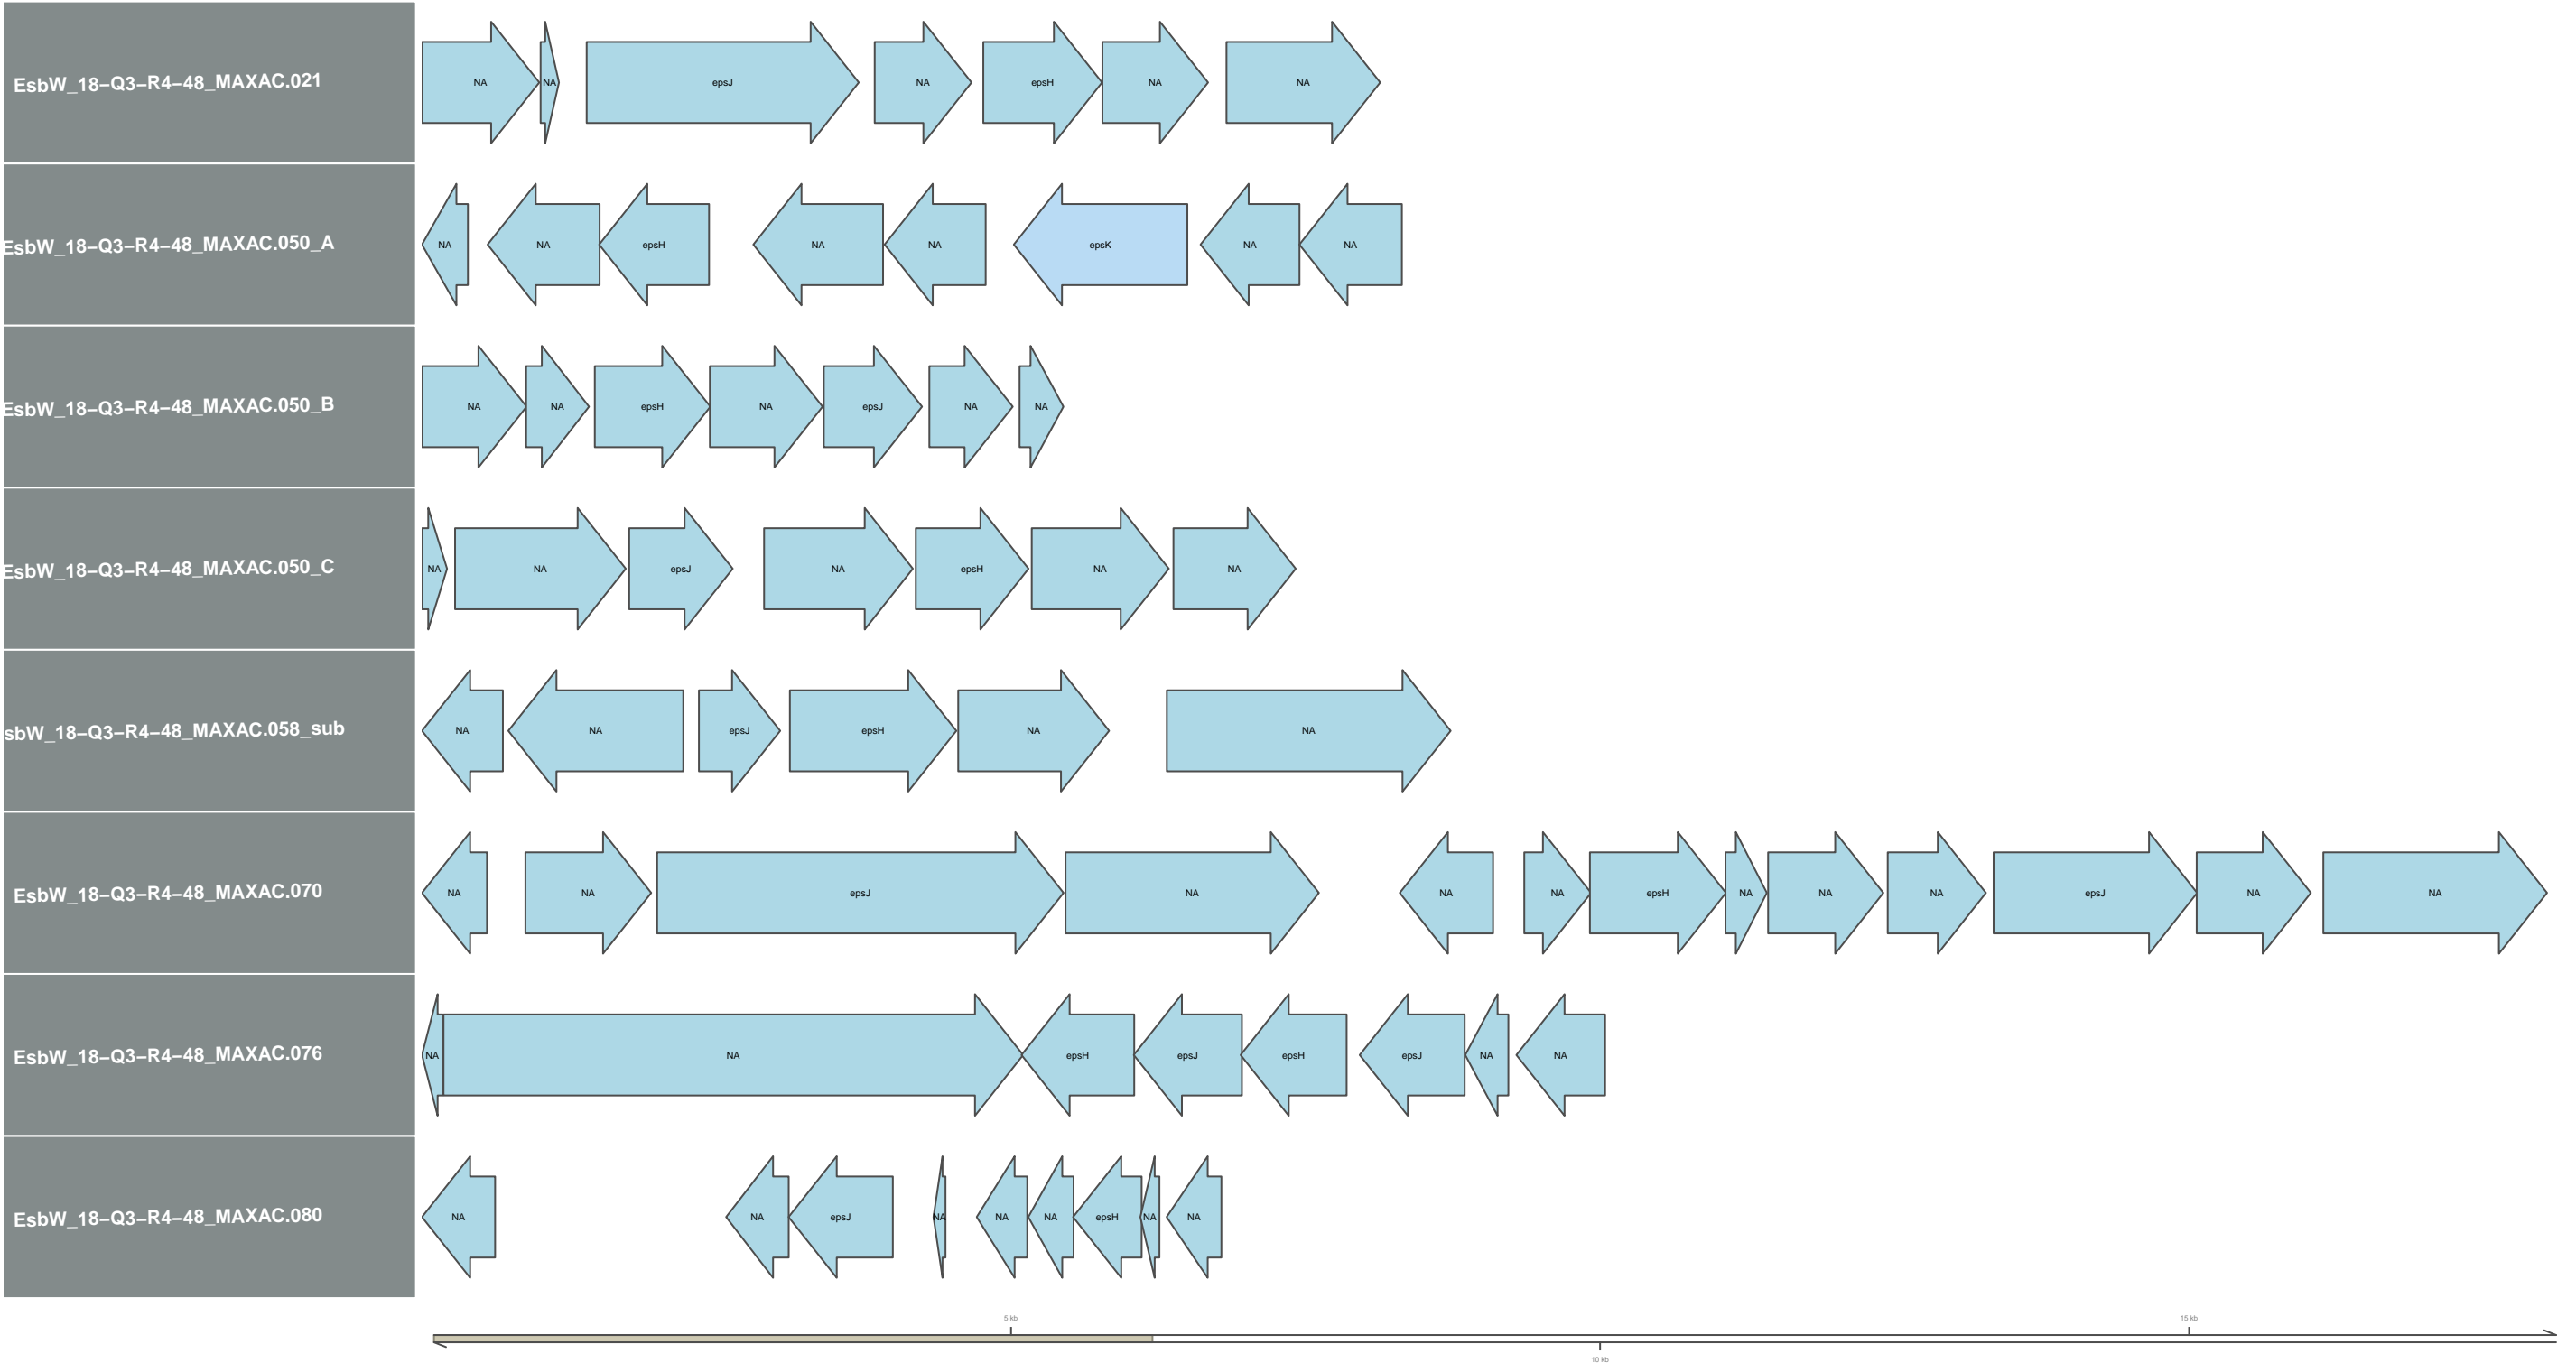 EsbW_18−Q3−R4−48_MAXAC.021
NA NA epsJ NA epsH NA NA
EsbW_18−Q3−R4−48_MAXAC.050_A
NA NA epsH NA NA epsK NA NA
EsbW_18−Q3−R4−48_MAXAC.050_B
NA NA epsH NA epsJ NA NA
EsbW_18−Q3−R4−48_MAXAC.050_C
NA NA epsJ NA epsH NA NA
sbW_18−Q3−R4−48_MAXAC.058_sub
NA NA epsJ epsH NA NA
EsbW_18−Q3−R4−48_MAXAC.070
NA NA epsJ NA NA NA epsH NA NA NA epsJ NA NA
EsbW_18−Q3−R4−48_MAXAC.076
NA NA epsH epsJ epsH epsJ NA NA
EsbW_18−Q3−R4−48_MAXAC.080
NA NA epsJ NA NA NA epsH NA NA
5 kb 15 kb
10 kb